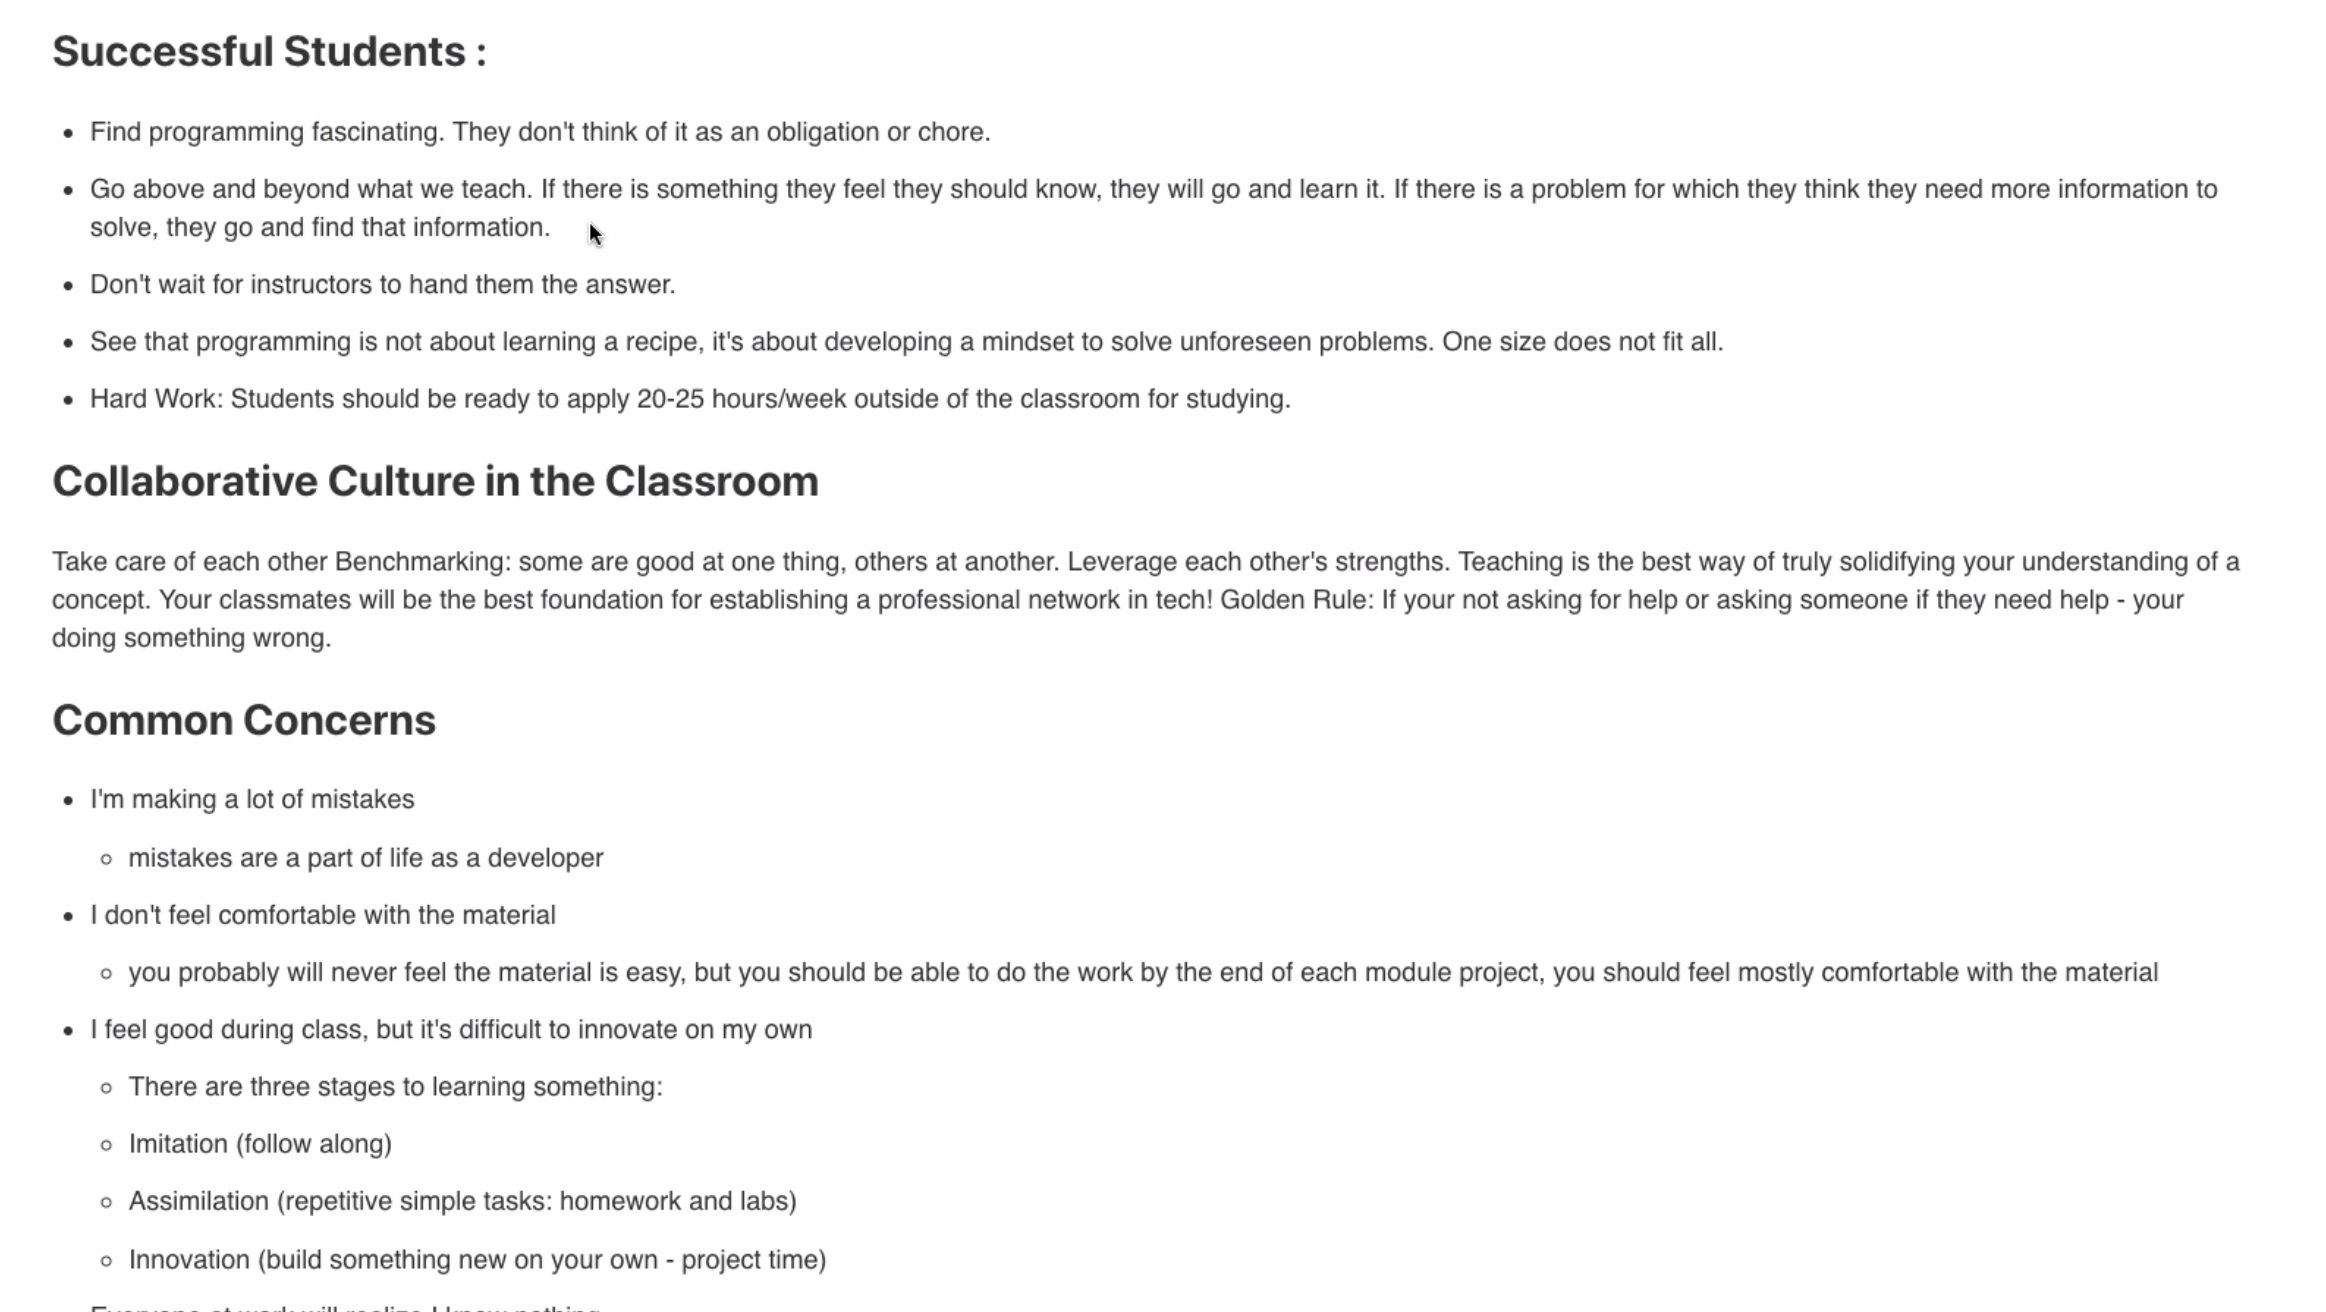 Successful Students :
Find programming fascinating. They don't think of it as an obligation or chore.
Go above and beyond what we teach. If there is something they feel they should know, they will go and learn it. If there is a problem for which they think they need more information to
solve, they go and find that information.
Don't wait for instructors to hand them the answer.
See that programming is not about learning a recipe, it's about developing a mindset to solve unforeseen problems. One size does not fit all.
Hard Work: Students should be ready to apply 20-25 hours/week outside of the classroom for studying.
Collaborative Culture in the Classroom
Take care of each other Benchmarking: some are good at one thing, others at another. Leverage each other's strengths. Teaching is the best way of truly solidifying your understanding of a
concept. Your classmates will be the best foundation for establishing a professional network in tech! Golden Rule: If your not asking for help or asking someone if they need help - your
doing something wrong.
Common Concerns
I'm making a lot of mistakes
mistakes are a part of life as a developer
I don't feel comfortable with the material
you probably will never feel the material is easy, but you should be able to do the work by the end of each module project, you should feel mostly comfortable with the material
I feel good during class, but it's difficult to innovate on my own
There are three stages to learning something:
Imitation (follow along)
Assimilation (repetitive simple tasks: homework and labs)
Innovation (build something new on your own - project time)
Everyone at work will realize I know nothing